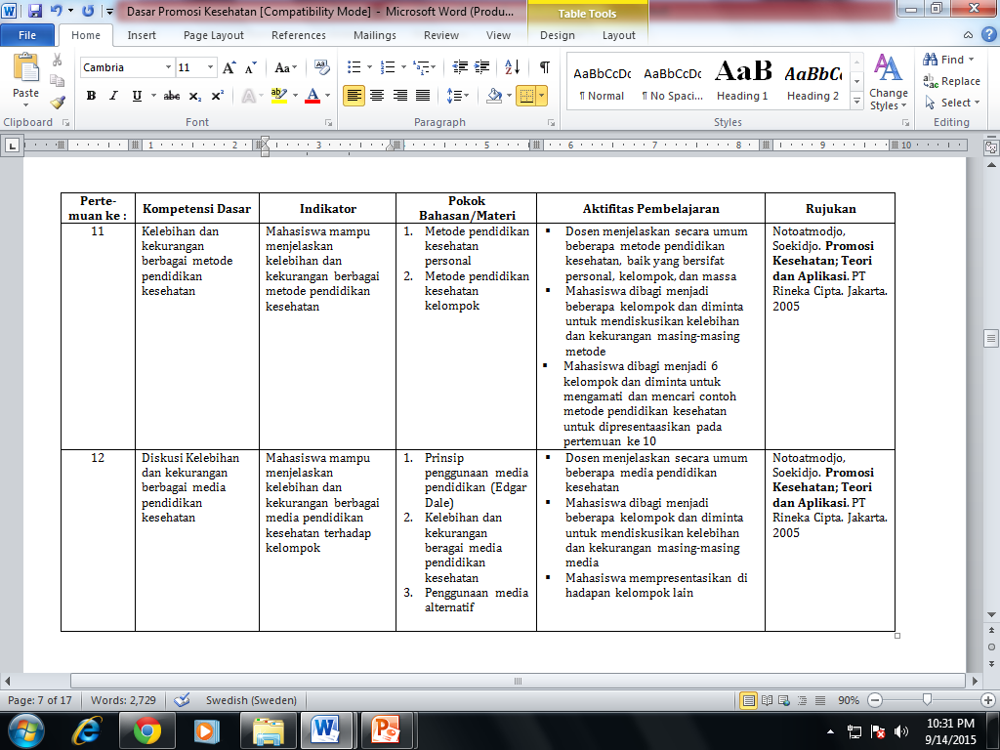 Dasar Promosi Kesehatan [Compatibility Mode] - Microsoft Word (Produ...
Table Tools
File
Home
Insert
Page Layout
References
Mailings
Review
View
Design
Layout
Paste
Clipboard
Cambria
11
Font
Paragraph
AaBbCcDc
AaBbCcDc
AaB
AaBbCc
¶ Normal
¶ No Spaci...
Heading 1
Heading 2
Styles
Change
Styles
Find
Replace
Select
Editing
1 2 3 4 5 6 7 8 9 10
Perte-
muan ke :
Kompetensi Dasar
Indikator
Pokok
Bahasan/Materi
Aktifitas Pembelajaran
Rujukan
11
Kelebihan dan
kekurangan
berbagai metode
pendidikan
kesehatan
Mahasiswa mampu
menjelaskan
kelebihan dan
kekurangan berbagai
metode pendidikan
kesehatan
1. Metode pendidikan
kesehatan
personal
2. Metode pendidikan
kesehatan
kelompok
▪ Dosen menjelaskan secara umum
beberapa metode pendidikan
kesehatan, baik yang bersifat
personal, kelompok, dan massa
▪ Mahasiswa dibagi menjadi
beberapa kelompok dan diminta
untuk mendiskusikan kelebihan
dan kekurangan masing-masing
metode
▪ Mahasiswa dibagi menjadi 6
kelompok dan diminta untuk
mengamati dan mencari contoh
metode pendidikan kesehatan
untuk dipresentaasikan pada
pertemuan ke 10
Notoatmodjo,
Soekidjo. Promosi
Kesehatan; Teori
dan Aplikasi. PT
Rineka Cipta. Jakarta.
2005
12
Diskusi Kelebihan
dan kekurangan
berbagai media
pendidikan
kesehatan
Mahasiswa mampu
menjelaskan
kelebihan dan
kekurangan berbagai
media pendidikan
kesehatan terhadap
kelompok
1. Prinsip
penggunaan media
pendidikan (Edgar
Dale)
2. Kelebihan dan
kekurangan
beragai media
pendidikan
kesehatan
3. Penggunaan media
alternatif
▪ Dosen menjelaskan secara umum
beberapa media pendidikan
kesehatan
▪ Mahasiswa dibagi menjadi
beberapa kelompok dan diminta
untuk mendiskusikan kelebihan
dan kekurangan masing-masing
media
▪ Mahasiswa mempresentasikan di
hadapan kelompok lain
Notoatmodjo,
Soekidjo. Promosi
Kesehatan; Teori
dan Aplikasi. PT
Rineka Cipta. Jakarta.
2005
Page: 7 of 17
Words: 2,729
Swedish (Sweden)
90%
10:31 PM
9/14/2015